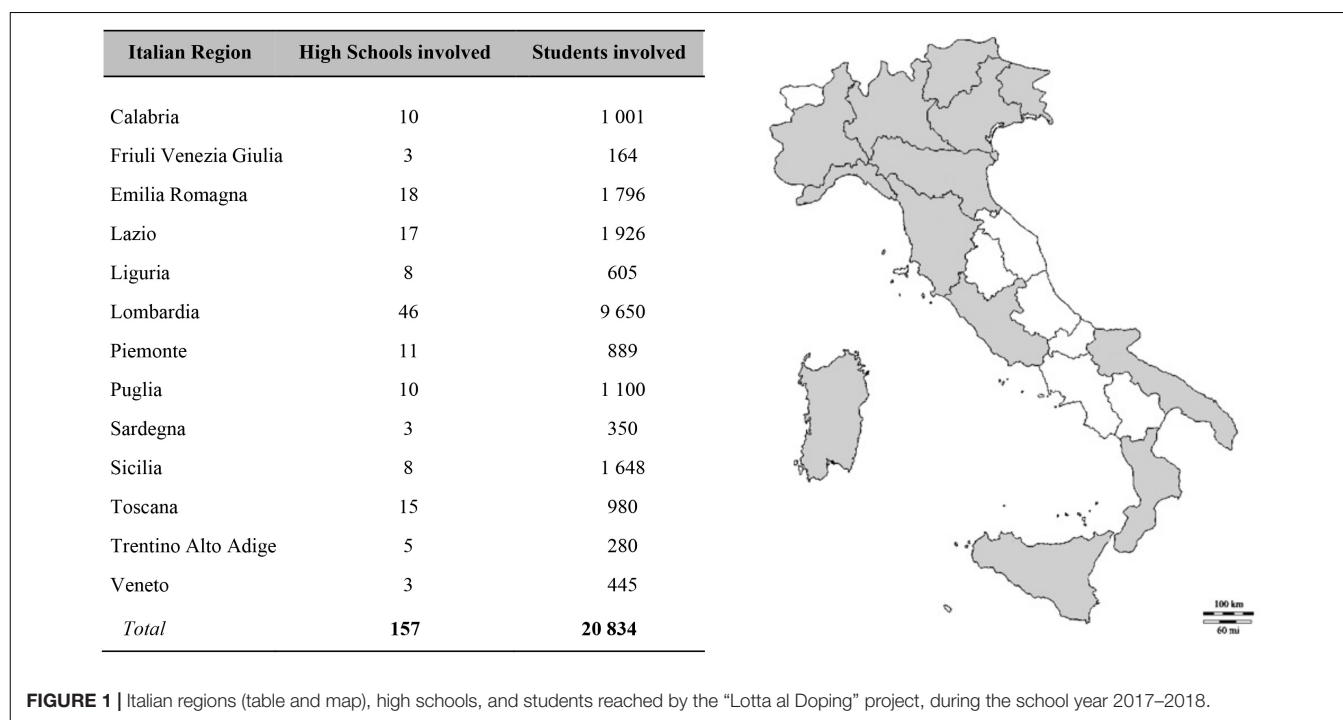 Italian Region High Schools involved Students involved
Calabria 10 1 001
Friuli Venezia Giulia 3 164
Emilia Romagna 18 1 796
Lazio 17 1 926
Liguria 8 605
Lombardia 46 9 650
Piemonte 11 889
Puglia 10 1 100
Sardegna 3 350
Sicilia 8 1 648
Toscana 15 980
Trentino Alto Adige 5 280
Veneto 3 445
Total 157 20 834
100 km
60 mi
FIGURE 1 | Italian regions (table and map), high schools, and students reached by the “Lotta al Doping” project, during the school year 2017–2018.